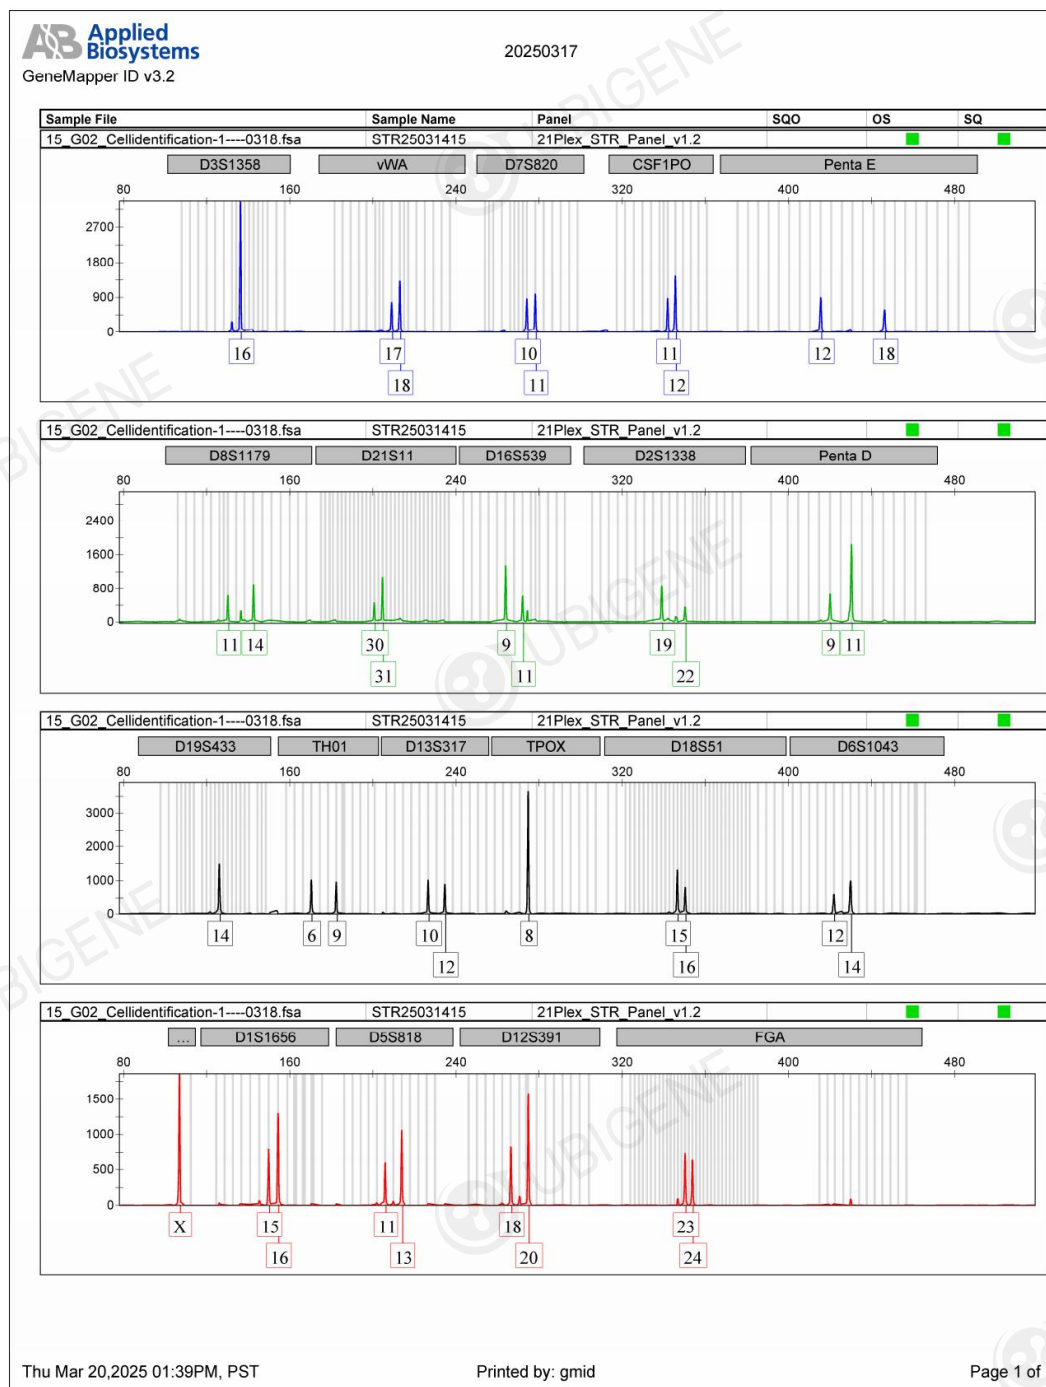 AB Applied
Biosystems
20250317
GeneMapper ID v3.2
Sample File Sample Name Panel SQO OS SQ
15_G02_Cellidentification-1----0318.fsa STR25031415 21Plex_STR_Panel_v1.2
D3S1358 vWA D7S820 CSF1PO Penta E
80 160 240 320 400 480
2700
1800
900
0
16 17 10 11 12 18
18 11 12
15_G02_Cellidentification-1----0318.fsa STR25031415 21Plex_STR_Panel_v1.2
D8S1179 D21S11 D16S539 D2S1338 Penta D
80 160 240 320 400 480
2400
1600
800
0
11 14 30 9 19 9 11
31 11 22
15_G02_Cellidentification-1----0318.fsa STR25031415 21Plex_STR_Panel_v1.2
D19S433 TH01 D13S317 TPOX D18S51 D6S1043
80 160 240 320 400 480
3000
2000
1000
0
14 6 9 10 8 15 12
12 16 14
15_G02_Cellidentification-1----0318.fsa STR25031415 21Plex_STR_Panel_v1.2
... D1S1656 D5S818 D12S391 FGA
80 160 240 320 400 480
1500
1000
500
0
X 15 11 18 23
16 13 20 24
Thu Mar 20,2025 01:39PM, PST Printed by: gmid Page 1 of
UBIGENE
UBIGENE
UBIGENE
UBIGENE
UBIGENE